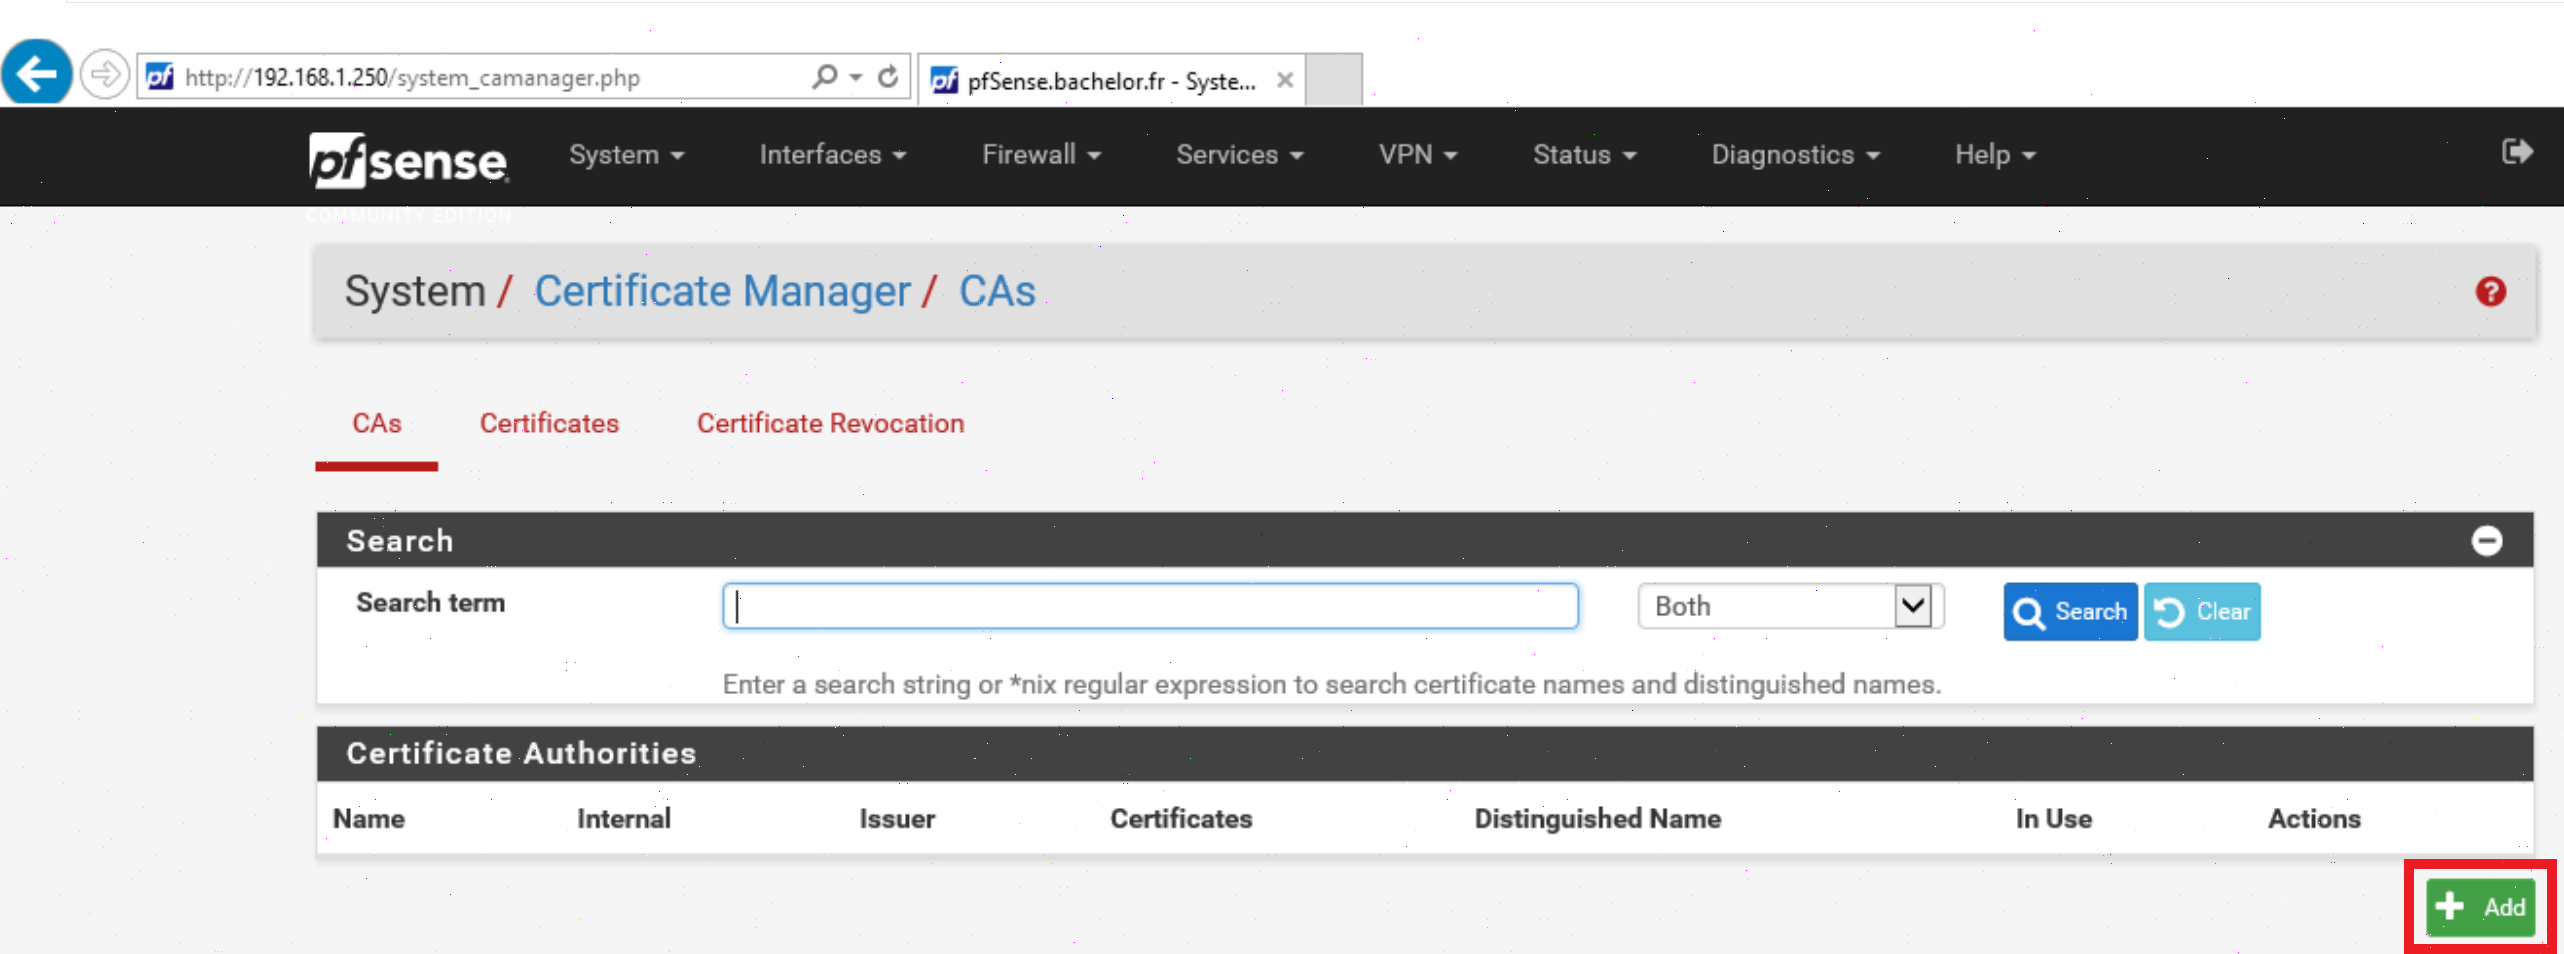 http://192.168.1.250/system_camanager.php
pfSense.bachelor.fr - Syste...
pfsense
COMMUNITY EDITION
System Interfaces Firewall Services VPN Status Diagnostics Help
System / Certificate Manager / CAs
CAs Certificates Certificate Revocation
Search
Search term Both Search Clear
Enter a search string or *nix regular expression to search certificate names and distinguished names.
Certificate Authorities
Name Internal Issuer Certificates Distinguished Name In Use Actions
Add